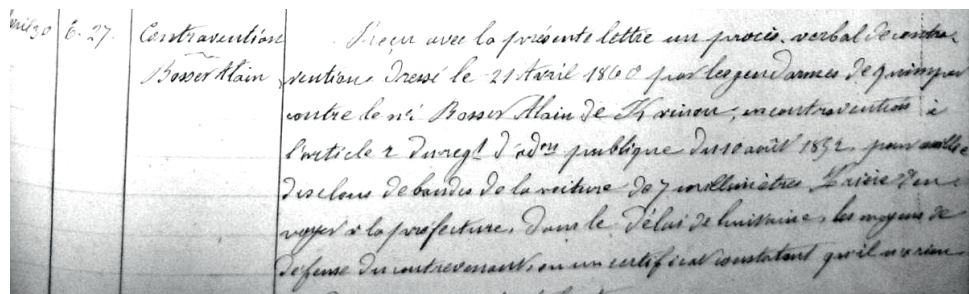 avril 30 E. 27. Contravention Reçu avec la présente lettre un procès verbal de contra-
Bosser Alain vention dressé le 21 Avril 1860 par les gendarmes de quimper
contre le né Bosser Alain de en contravention à
l'article 2 du regt d'adon publique du 10 août 1852, pour saillie
des clous de bandes de la voiture de 7 millimètres. Prière d'en
voyer à la préfecture, dans le délai de huitaine, les moyens de
défense du contrevenant, ou un certificat constatant qu'il n'a rien